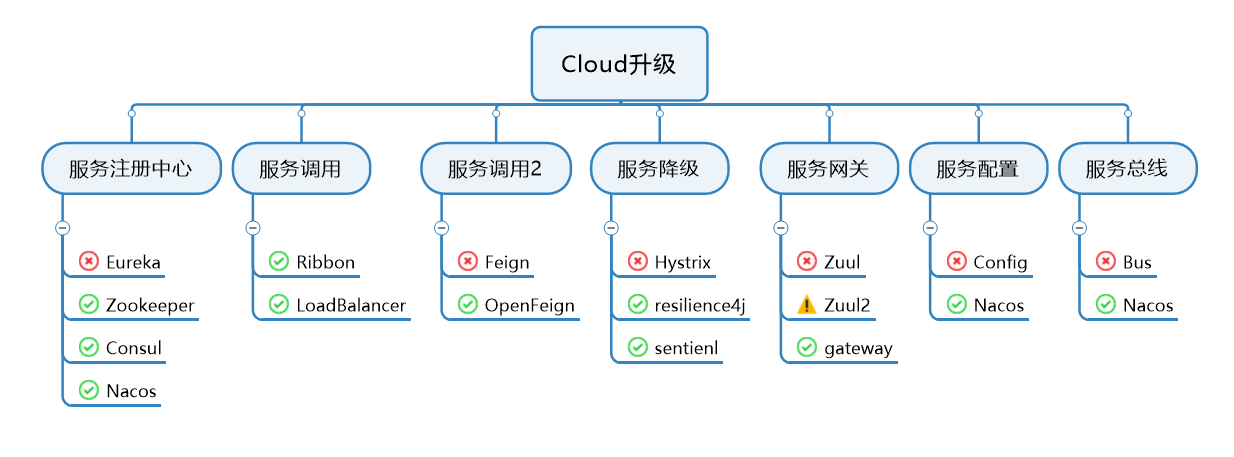 Cloud升级
服务注册中心
服务调用
服务调用2
服务降级
服务网关
服务配置
服务总线
Eureka
Zookeeper
Consul
Nacos
Ribbon
LoadBalancer
Feign
OpenFeign
Hystrix
resilience4j
sentienl
Zuul
Zuul2
gateway
Config
Nacos
Bus
Nacos